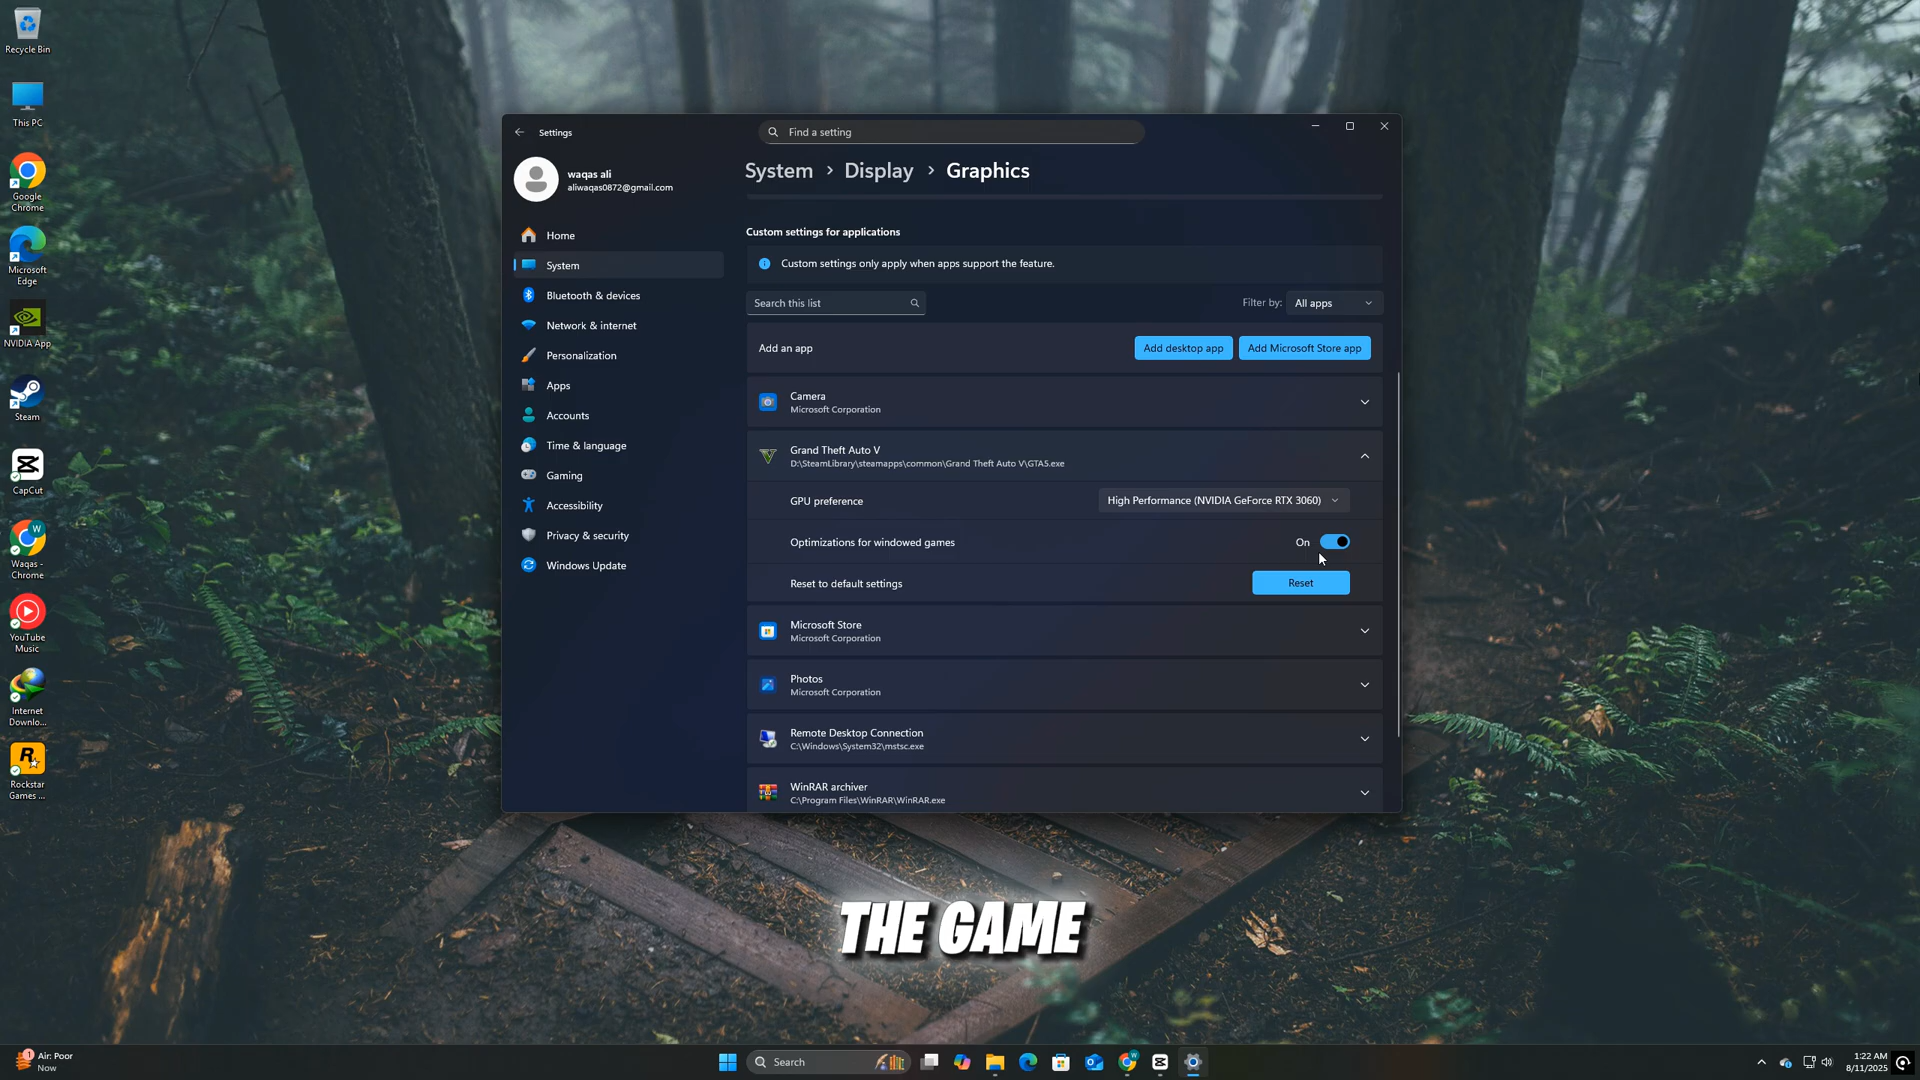 Recycle Bin
This PC
Google
Chrome
Microsoft
Edge
NVIDIA App
Steam
CapCut
Waqas -
Chrome
YouTube
Music
Internet
Downlo...
Rockstar
Games ...
Settings
Find a setting
waqas ali
aliwaqas0872@gmail.com
Home
System
Bluetooth & devices
Network & internet
Personalization
Apps
Accounts
Time & language
Gaming
Accessibility
Privacy & security
Windows Update
System > Display > Graphics
Custom settings for applications
Custom settings only apply when apps support the feature.
Search this list
Filter by: All apps
Add an app Add desktop app Add Microsoft Store app
Camera
Microsoft Corporation
Grand Theft Auto V
D:\SteamLibrary\steamapps\common\Grand Theft Auto V\GTA5.exe
GPU preference High Performance (NVIDIA GeForce RTX 3060)
Optimizations for windowed games On
Reset to default settings Reset
Microsoft Store
Microsoft Corporation
Photos
Microsoft Corporation
Remote Desktop Connection
C:\Windows\System32\mstsc.exe
WinRAR archiver
C:\Program Files\WinRAR\WinRAR.exe
THE GAME
1
Air: Poor
Now
Search
1:22 AM
8/11/2025